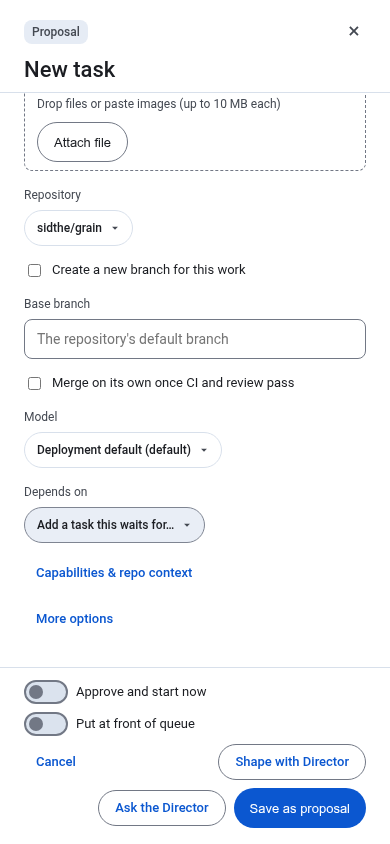 Proposal
New task
Drop files or paste images (up to 10 MB each)
Attach file
Repository
sidthe/grain
Create a new branch for this work
Base branch
The repository's default branch
Merge on its own once CI and review pass
Model
Deployment default (default)
Depends on
Add a task this waits for...
Capabilities & repo context
More options
Approve and start now
Put at front of queue
Cancel
Shape with Director
Ask the Director
Save as proposal